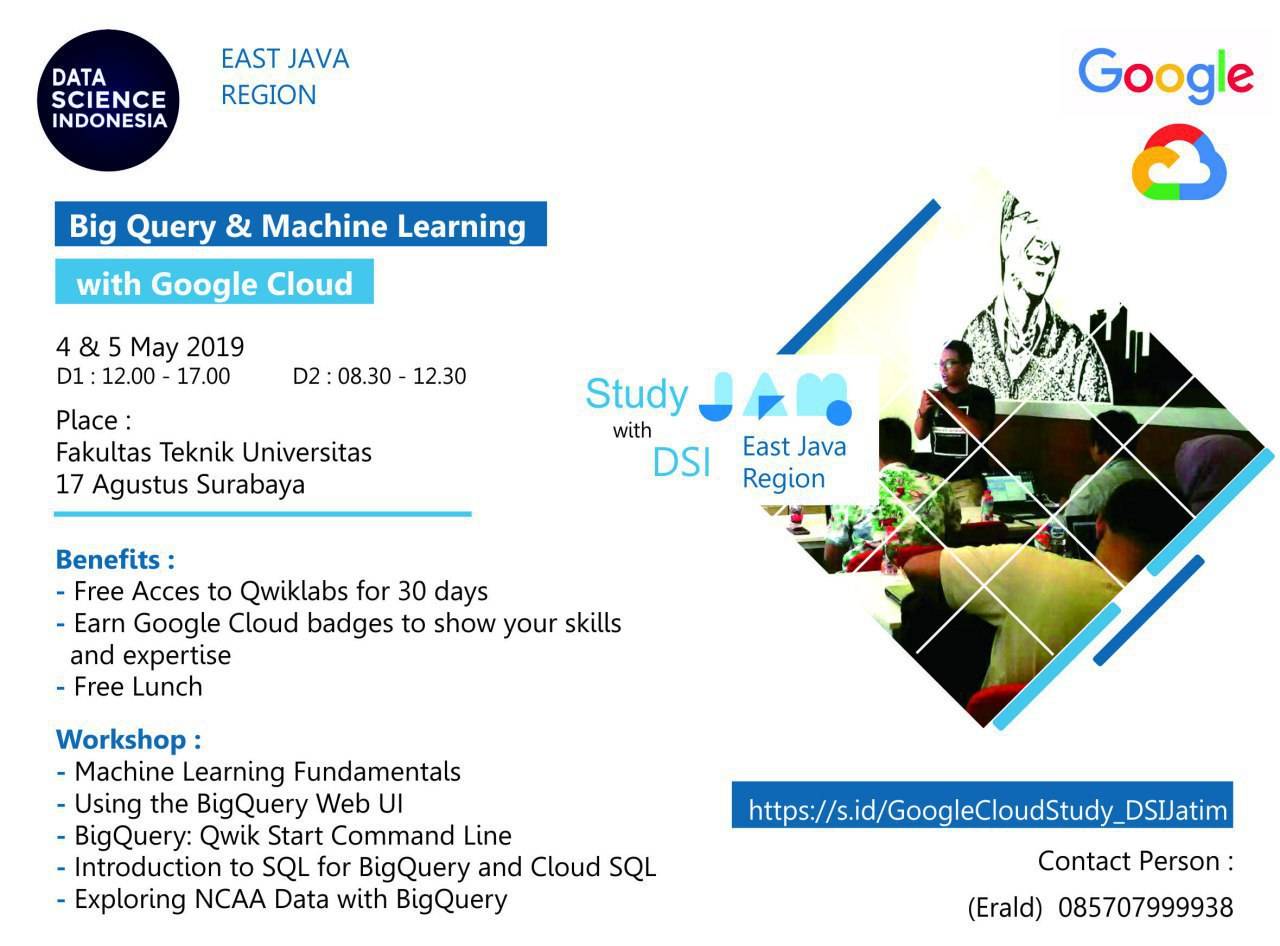 DATA
SCIENCE
INDONESIA
EAST JAVA
REGION
Google
Big Query & Machine Learning
with Google Cloud
4 & 5 May 2019
D1 : 12.00 - 17.00 D2 : 08.30 - 12.30
Place :
Fakultas Teknik Universitas
17 Agustus Surabaya
Study JAM
with
DSI
East Java
Region
Benefits :
- Free Acces to Qwiklabs for 30 days
- Earn Google Cloud badges to show your skills
and expertise
- Free Lunch
Workshop :
- Machine Learning Fundamentals
- Using the BigQuery Web UI
- BigQuery: Qwik Start Command Line
- Introduction to SQL for BigQuery and Cloud SQL
- Exploring NCAA Data with BigQuery
https://s.id/GoogleCloudStudy_DSIJatim
Contact Person :
(Erald) 085707999938